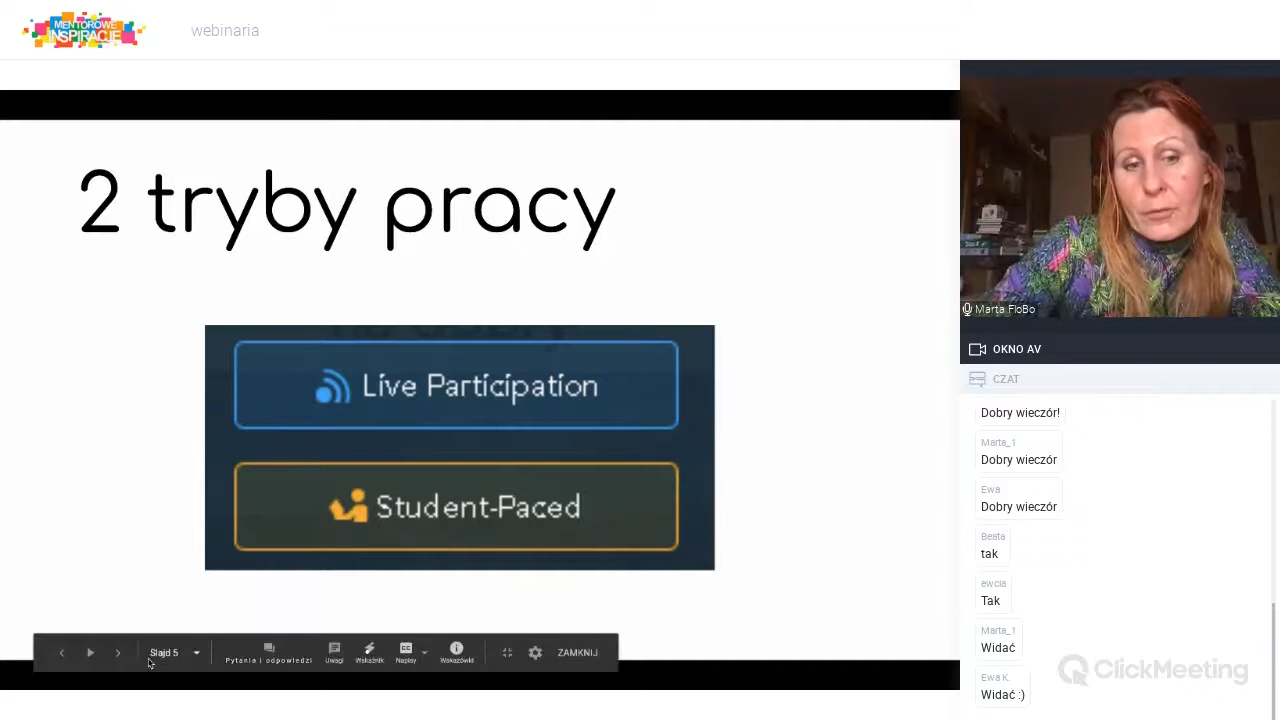 MENTOROWE
INSPIRACJE
webinaria
2 tryby pracy
Live Participation
Student-Paced
Slajd 5
Pytania i odpowiedzi
Uwagi
Wskaźnik
Napisy
Wskazówki
ZAMKNIJ
Marta FloBo
OKNO AV
CZAT
Dobry wieczór!
Marta_1
Dobry wieczór
Ewa
Dobry wieczór
Beata
tak
ewcia
Tak
Marta_1
Widać
Ewa K.
Widać :)
ClickMeeting